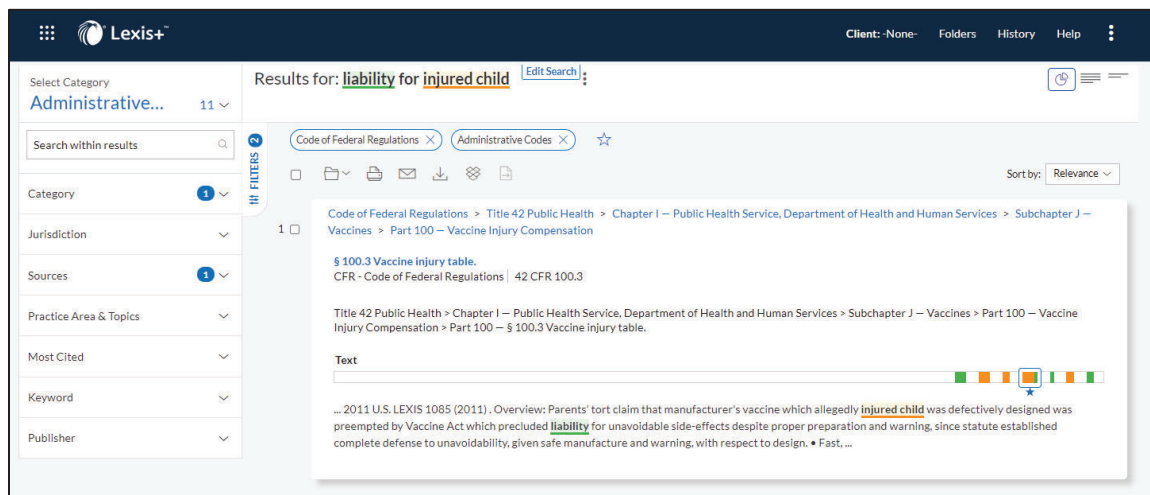 Lexis+™
Client: -None- Folders History Help
Select Category
Administrative... 11
Results for: liability for injured child Edit Search
Search within results
Category 1
Jurisdiction
Sources 1
Practice Area & Topics
Most Cited
Keyword
Publisher
FILTERS 2
Code of Federal Regulations × Administrative Codes ×
Sort by: Relevance
1 Code of Federal Regulations > Title 42 Public Health > Chapter I — Public Health Service, Department of Health and Human Services > Subchapter J —
Vaccines > Part 100 — Vaccine Injury Compensation
§ 100.3 Vaccine injury table.
CFR - Code of Federal Regulations | 42 CFR 100.3
Title 42 Public Health > Chapter I — Public Health Service, Department of Health and Human Services > Subchapter J — Vaccines > Part 100 — Vaccine
Injury Compensation > Part 100 — § 100.3 Vaccine injury table.
Text
... 2011 U.S. LEXIS 1085 (2011) . Overview: Parents' tort claim that manufacturer's vaccine which allegedly injured child was defectively designed was
preempted by Vaccine Act which precluded liability for unavoidable side-effects despite proper preparation and warning, since statute established
complete defense to unavoidability, given safe manufacture and warning, with respect to design. • Fast, ...